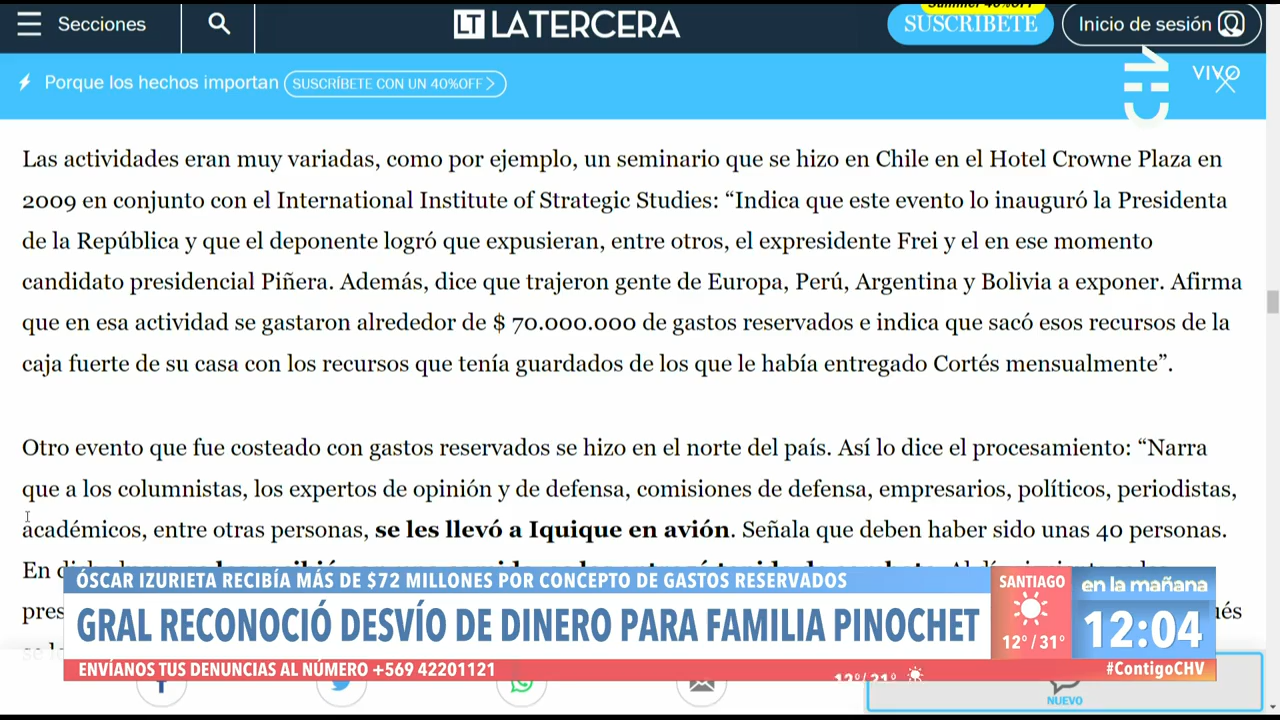 Secciones
LT LATERCERA
SUSCRÍBETE
Inicio de sesión
Porque los hechos importan
SUSCRÍBETE CON UN 40%OFF
CHV
VIVO
Las actividades eran muy variadas, como por ejemplo, un seminario que se hizo en Chile en el Hotel Crowne Plaza en
2009 en conjunto con el International Institute of Strategic Studies: “Indica que este evento lo inauguró la Presidenta
de la República y que el deponente logró que expusieran, entre otros, el expresidente Frei y el en ese momento
candidato presidencial Piñera. Además, dice que trajeron gente de Europa, Perú, Argentina y Bolivia a exponer. Afirma
que en esa actividad se gastaron alrededor de $ 70.000.000 de gastos reservados e indica que sacó esos recursos de la
caja fuerte de su casa con los recursos que tenía guardados de los que le había entregado Cortés mensualmente”.
Otro evento que fue costeado con gastos reservados se hizo en el norte del país. Así lo dice el procesamiento: “Narra
que a los columnistas, los expertos de opinión y de defensa, comisiones de defensa, empresarios, políticos, periodistas,
académicos, entre otras personas, se les llevó a Iquique en avión. Señala que deben haber sido unas 40 personas.
En
ÓSCAR IZURIETA RECIBÍA MÁS DE $72 MILLONES POR CONCEPTO DE GASTOS RESERVADOS
GRAL RECONOCIÓ DESVÍO DE DINERO PARA FAMILIA PINOCHET
SANTIAGO
12°/31°
en la mañana
12:04
ENVÍANOS TUS DENUNCIAS AL NÚMERO +569 42201121
12°/31°
#ContigoCHV
NUEVO